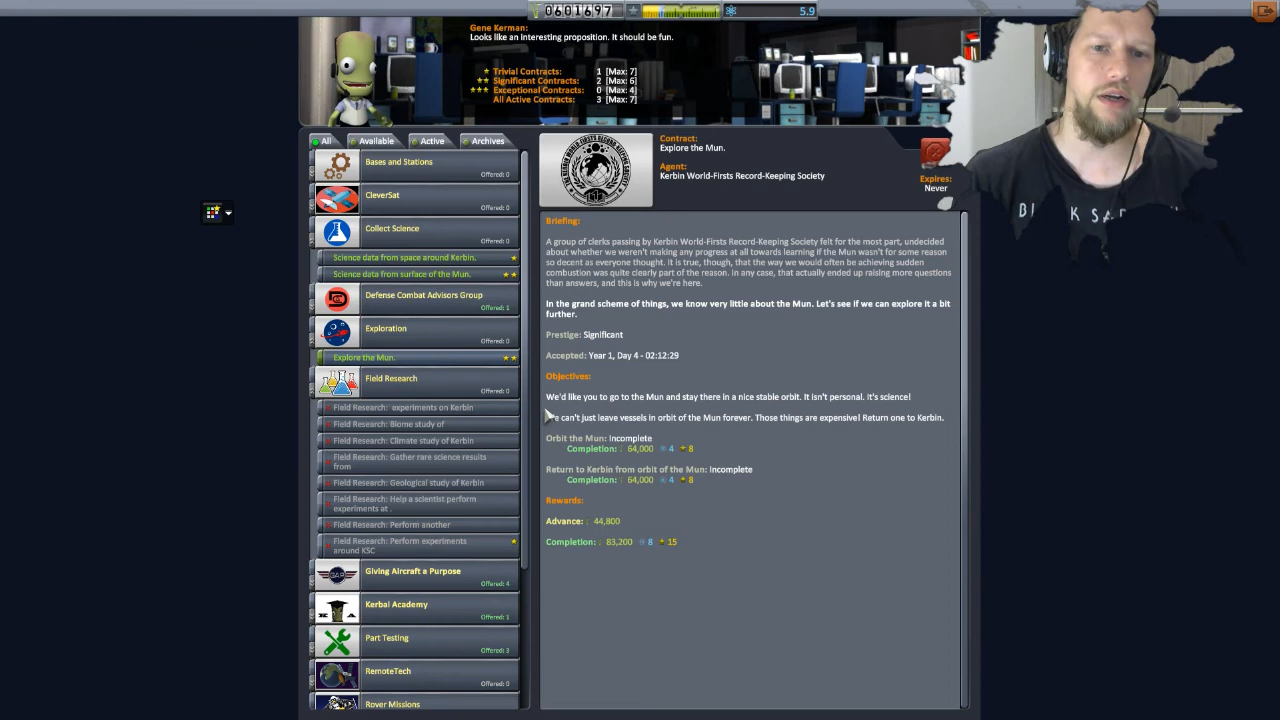 0601697
5.9
Gene Kerman:
Looks like an interesting proposition. It should be fun.
Trivial Contracts: 1 [Max: 7]
Significant Contracts: 2 [Max: 6]
Exceptional Contracts: 0 [Max: 4]
All Active Contracts: 3 [Max: 7]
All
Available
Active
Archives
Bases and Stations
Offered: 0
CleverSat
Offered: 0
Collect Science
Offered: 0
Science data from space around Kerbin.
Science data from surface of the Mun.
Defense Combat Advisors Group
Offered: 1
Exploration
Offered: 0
Explore the Mun.
Field Research
Offered: 0
Field Research: experiments on Kerbin
Field Research: Biome study of
Field Research: Climate study of Kerbin
Field Research: Gather rare science results
from
Field Research: Geological study of Kerbin
Field Research: Help a scientist perform
experiments at .
Field Research: Perform another
Field Research: Perform experiments
around KSC
Giving Aircraft a Purpose
Offered: 4
Kerbal Academy
Offered: 1
Part Testing
Offered: 3
RemoteTech
Offered: 0
Rover Missions
Contract:
Explore the Mun.
Agent:
Kerbin World-Firsts Record-Keeping Society
Expires:
Never
Briefing:
A group of clerks passing by Kerbin World-Firsts Record-Keeping Society felt for the most part, undecided
about whether we weren't making any progress at all towards learning if the Mun wasn't for some reason
so decent as everyone thought. It is true, though, that the way we would often be achieving sudden
combustion was quite clearly part of the reason. In any case, that actually ended up raising more questions
than answers, and this is why we're here.
In the grand scheme of things, we know very little about the Mun. Let's see if we can explore it a bit
further.
Prestige: Significant
Accepted: Year 1, Day 4 - 02:12:29
Objectives:
We'd like you to go to the Mun and stay there in a nice stable orbit. It isn't personal. It's science!
e can't just leave vessels in orbit of the Mun forever. Those things are expensive! Return one to Kerbin.
Orbit the Mun: Incomplete
Completion: 64,000 4 8
Return to Kerbin from orbit of the Mun: Incomplete
Completion: 64,000 4 8
Rewards:
Advance: 44,800
Completion: 83,200 8 15